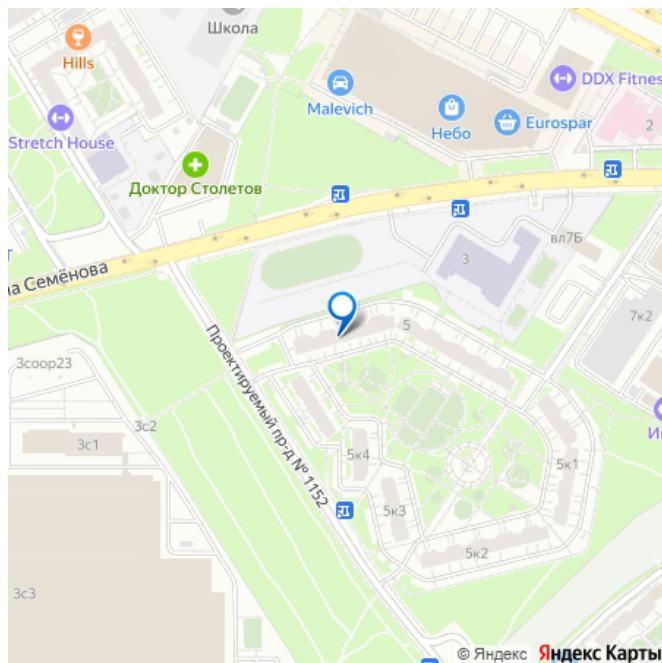 Школа
Hills
DDX Fitnes
Malevich
Небо
Eurospar
2
Stretch House
Доктор Столетов
вл7Б
т
на Семёнова
3
7к2
5
Проектируемый пр-д № 1152
3соор23
3с2
3с1
5к4
5к1
5к3
5к2
3с3
© Яндекс Яндекс Карты